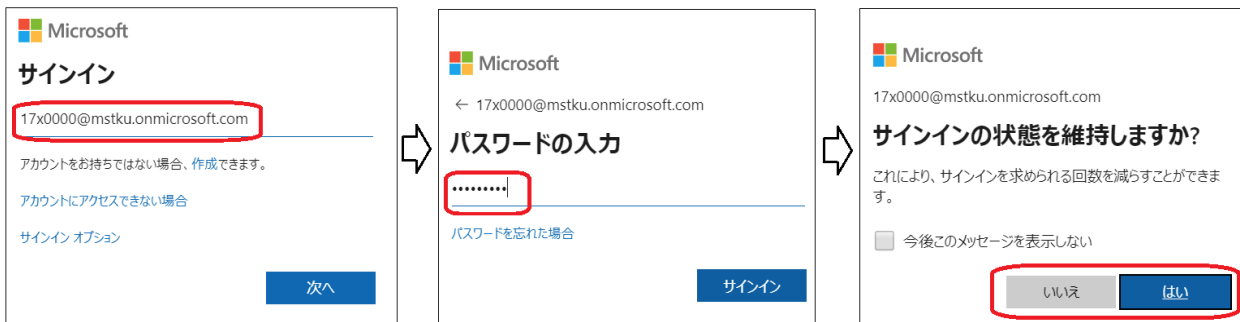 Microsoft
サインイン
17x0000@mstku.onmicrosoft.com
アカウントをお持ちではない場合、作成できます。
アカウントにアクセスできない場合
サインイン オプション
次へ
Microsoft
← 17x0000@mstku.onmicrosoft.com
パスワードの入力
•••••••••
パスワードを忘れた場合
サインイン
Microsoft
17x0000@mstku.onmicrosoft.com
サインインの状態を維持しますか?
これにより、サインインを求められる回数を減らすことができま
す。
今後このメッセージを表示しない
いいえ
はい